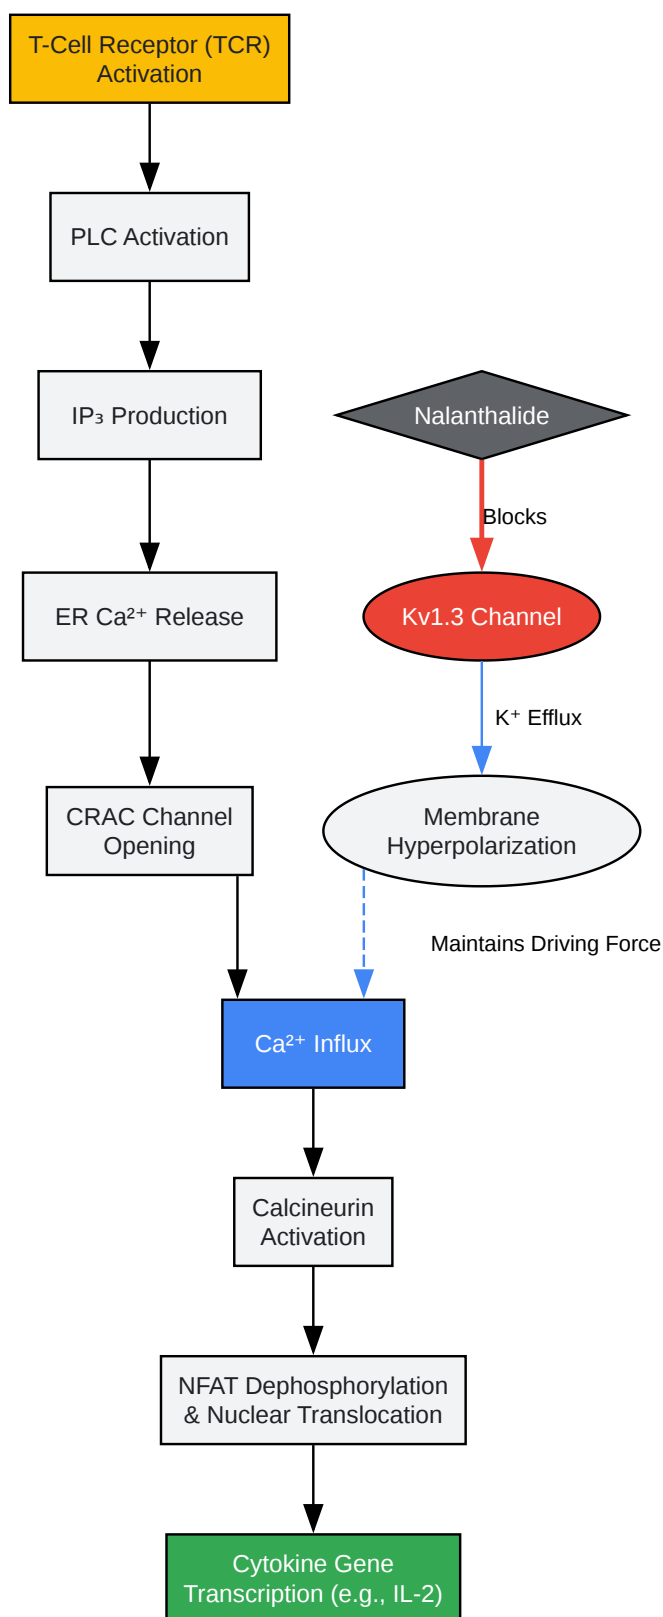 T-Cell Receptor (TCR)
Activation
PLC Activation
IP₃ Production
Nalanthalide
Blocks
ER Ca²⁺ Release
Kv1.3 Channel
K⁺ Efflux
CRAC Channel
Opening
Membrane
Hyperpolarization
Maintains Driving Force
Ca²⁺ Influx
Calcineurin
Activation
NFAT Dephosphorylation
& Nuclear Translocation
Cytokine Gene
Transcription (e.g., IL-2)